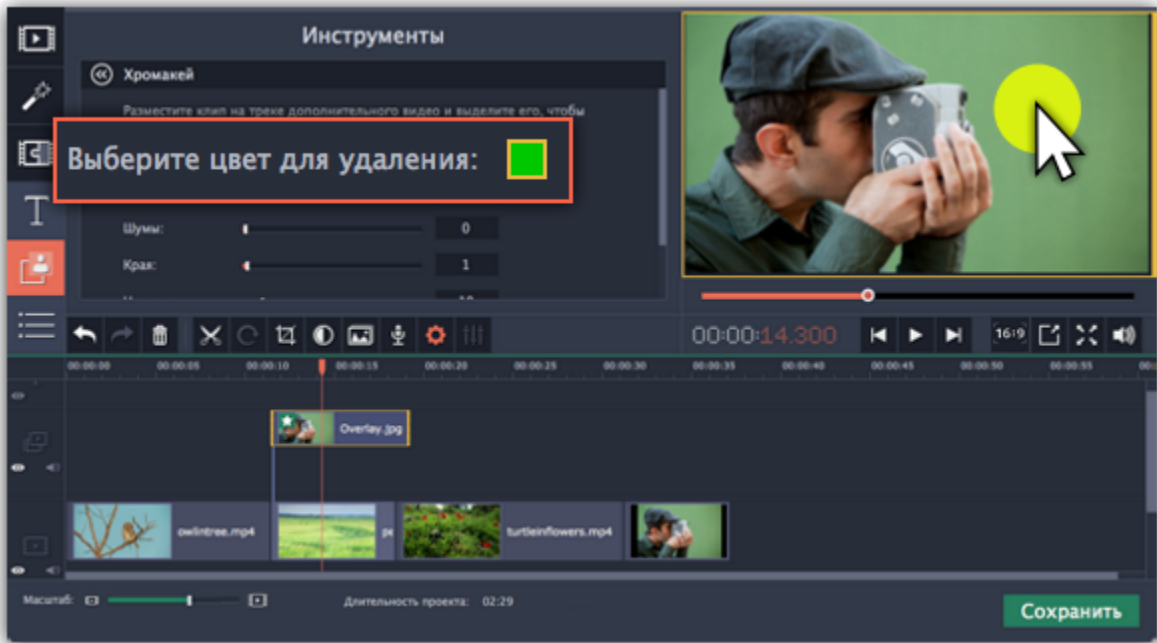 Инструменты
Хромакей
Разместите клип на треке дополнительного видео и выделите его, чтобы
Выберите цвет для удаления:
Шумы: 0
Края: 1
00:00:14.300
16:9
00:00:00 00:00:05 00:00:10 00:00:15 00:00:20 00:00:25 00:00:30 00:00:35 00:00:40 00:00:45 00:00:50 00:00:55
Overlay.jpg
owlintree.mp4
turtleinflowers.mp4
Масштаб:
Длительность проекта: 02:29
Сохранить